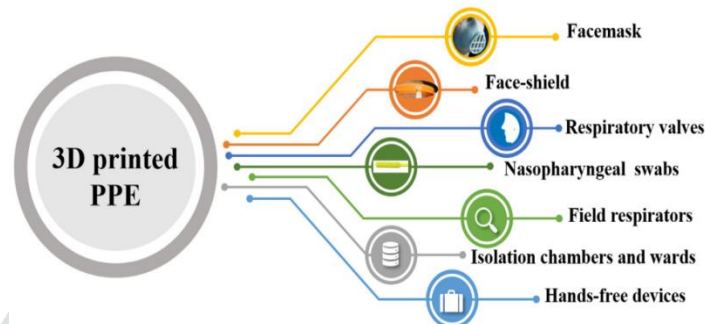 3D printed
PPE
Facemask
Face-shield
Respiratory valves
Nasopharyngeal swabs
Field respirators
Isolation chambers and wards
Hands-free devices